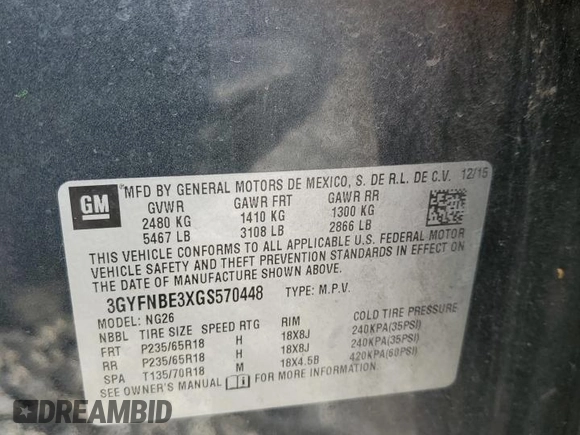 GM
MFD BY GENERAL MOTORS DE MEXICO, S. DE R.L. DE C.V. 12/15
GVWR GAWR FRT GAWR RR
2480 KG 1410 KG 1300 KG
5467 LB 3108 LB 2866 LB
THIS VEHICLE CONFORMS TO ALL APPLICABLE U.S. FEDERAL MOTOR
VEHICLE SAFETY, BUMPER, AND THEFT PREVENTION STANDARDS IN EFFECT ON
THE DATE OF MANUFACTURE SHOWN ABOVE.
3GYFNBE3XGS570448 TYPE: M.P.V.
MODEL: NG26
NBBL TIRE SIZE SPEED RTG RIM COLD TIRE PRESSURE
FRT P235/65R18 H 18X8J 240KPA(35PSI)
RR P235/65R18 H 18X8J 240KPA(35PSI)
SPA T135/70R18 M 18X4.5B 420KPA(60PSI)
SEE OWNER'S MANUAL FOR MORE INFORMATION.
DREAMBID